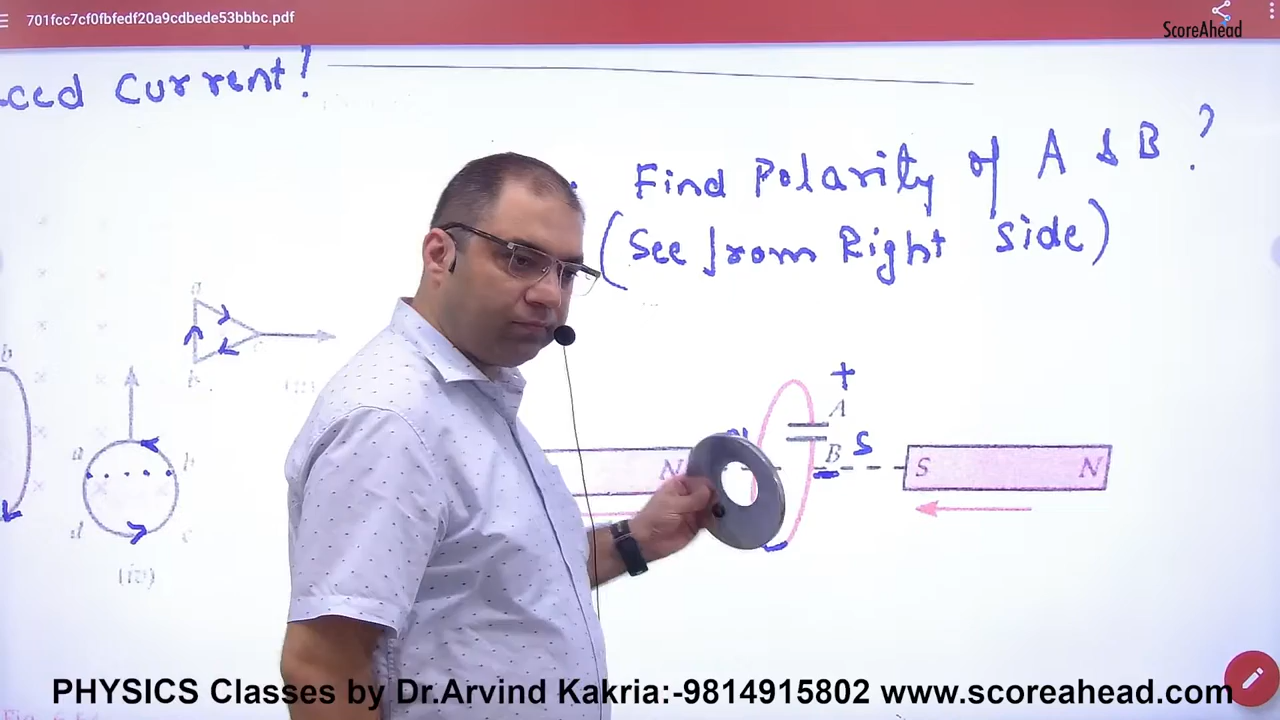 701fcc7cf0fbfedf20a9cdbede53bbbc.pdf
ScoreAhead
Current?
Find Polarity of A & B ?
(See from Right side)
a
b
+
A
B
S
N
S
N
a
b
d
c
(iv)
PHYSICS Classes by Dr.Arvind Kakria:-9814915802 www.scoreahead.com